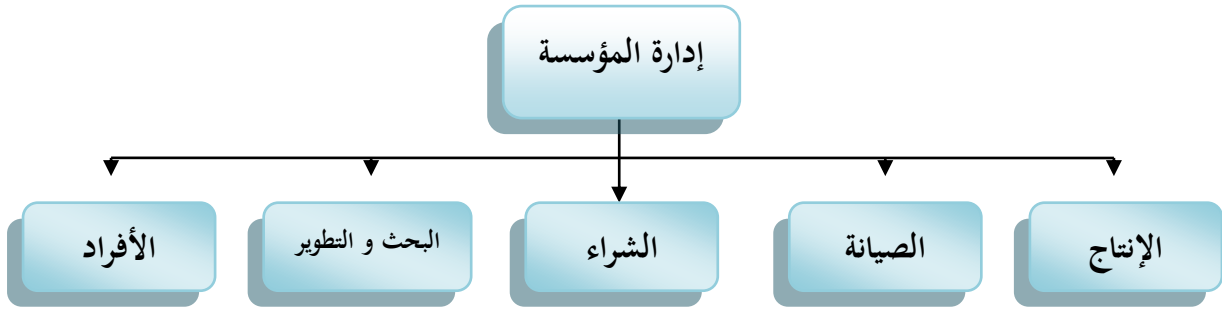 إدارة المؤسسة
الإنتاج
الصيانة
الشراء
البحث و التطوير
الأفراد